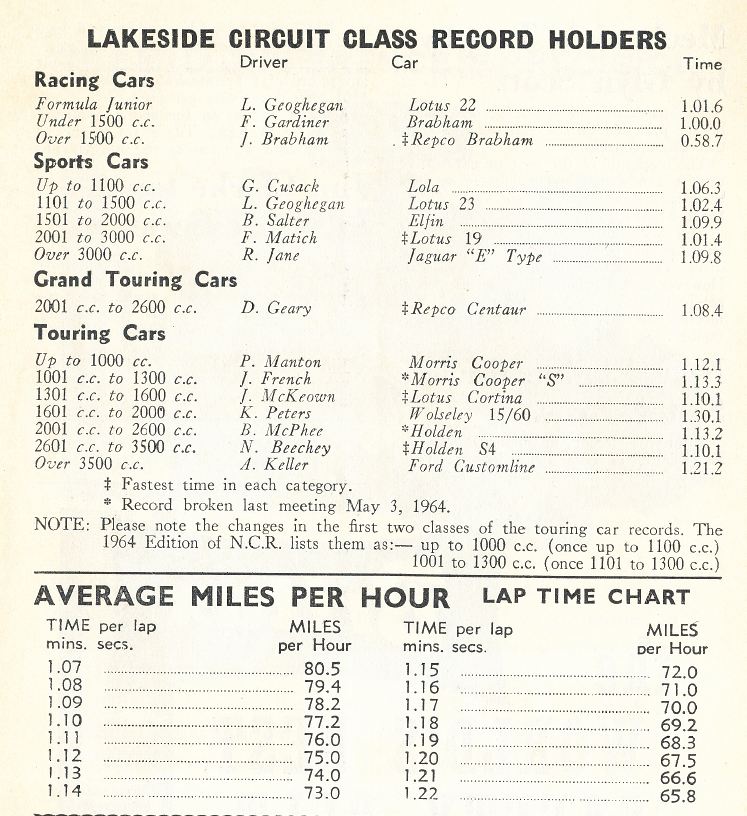 LAKESIDE CIRCUIT CLASS RECORD HOLDERS
Driver Car Time
Racing Cars
Formula Junior L. Geoghegan Lotus 22 1.01.6
Under 1500 c.c. F. Gardiner Brabham 1.00.0
Over 1500 c.c. J. Brabham ‡Repco Brabham 0.58.7
Sports Cars
Up to 1100 c.c. G. Cusack Lola 1.06.3
1101 to 1500 c.c. L. Geoghegan Lotus 23 1.02.4
1501 to 2000 c.c. B. Salter Elfin 1.09.9
2001 to 3000 c.c. F. Matich ‡Lotus 19 1.01.4
Over 3000 c.c. R. Jane Jaguar “E” Type 1.09.8
Grand Touring Cars
2001 c.c. to 2600 c.c. D. Geary ‡Repco Centaur 1.08.4
Touring Cars
Up to 1000 cc. P. Manton Morris Cooper 1.12.1
1001 c.c. to 1300 c.c. J. French *Morris Cooper “S” 1.13.3
1301 c.c. to 1600 c.c. J. McKeown ‡Lotus Cortina 1.10.1
1601 c.c. to 2000 c.c. K. Peters Wolseley 15/60 1.30.1
2001 c.c. to 2600 c.c. B. McPhee *Holden 1.13.2
2601 c.c. to 3500 c.c. N. Beechey ‡Holden S4 1.10.1
Over 3500 c.c. A. Keller Ford Customline 1.21.2
‡ Fastest time in each category.
* Record broken last meeting May 3, 1964.
NOTE: Please note the changes in the first two classes of the touring car records. The
1964 Edition of N.C.R. lists them as:— up to 1000 c.c. (once up to 1100 c.c.)
1001 to 1300 c.c. (once 1101 to 1300 c.c.)
AVERAGE MILES PER HOUR LAP TIME CHART
TIME per lap MILES TIME per lap MILES
mins. secs. per Hour mins. secs. per Hour
1.07 80.5 1.15 72.0
1.08 79.4 1.16 71.0
1.09 78.2 1.17 70.0
1.10 77.2 1.18 69.2
1.11 76.0 1.19 68.3
1.12 75.0 1.20 67.5
1.13 74.0 1.21 66.6
1.14 73.0 1.22 65.8